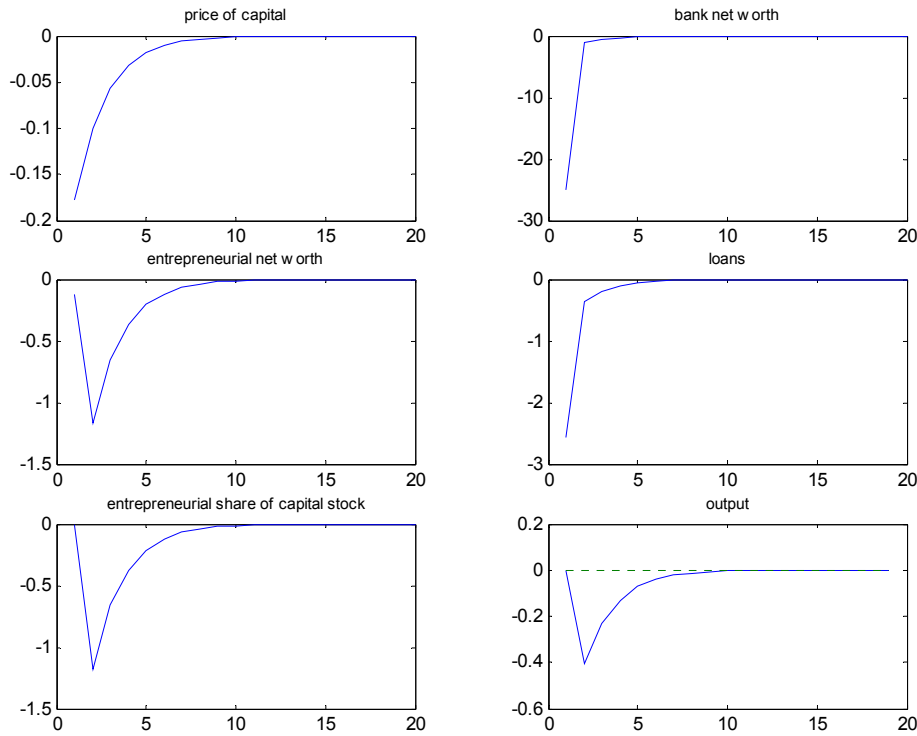 price of capital
0
-0.05
-0.1
-0.15
-0.2
0 5 10 15 20
bank net worth
0
-10
-20
-30
0 5 10 15 20
entrepreneurial net worth
0
-0.5
-1
-1.5
0 5 10 15 20
loans
0
-1
-2
-3
0 5 10 15 20
entrepreneurial share of capital stock
0
-0.5
-1
-1.5
0 5 10 15 20
output
0.2
0
-0.2
-0.4
-0.6
0 5 10 15 20